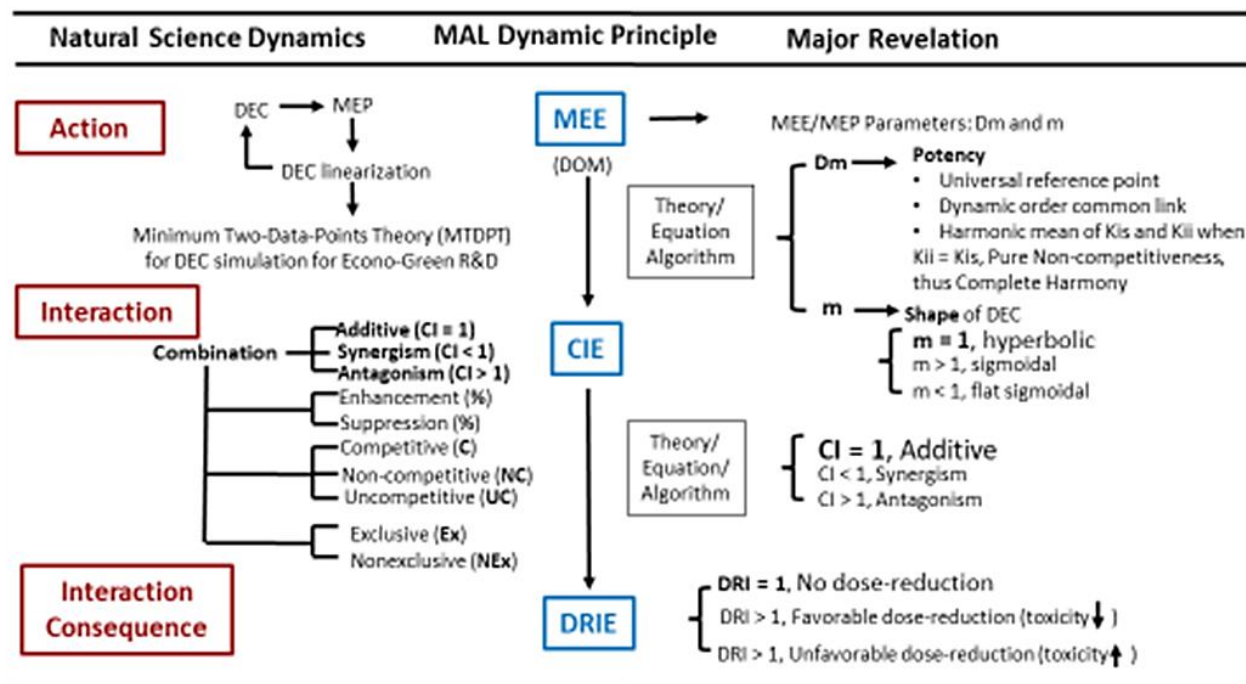 Natural Science Dynamics MAL Dynamic Principle Major Revelation
Action
DEC MEP
DEC linearization
Minimum Two-Data-Points Theory (MTDPT)
for DEC simulation for Econo-Green R&D
MEE
(DOM)
Theory/
Equation
Algorithm
MEE/MEP Parameters: Dm and m
Dm
Potency
• Universal reference point
• Dynamic order common link
• Harmonic mean of Kis and Kii when
Kii = Kis, Pure Non-competitiveness,
thus Complete Harmony
m
Shape of DEC
m = 1, hyperbolic
m > 1, sigmoidal
m < 1, flat sigmoidal
Interaction
Combination
Additive (CI = 1)
Synergism (CI < 1)
Antagonism (CI > 1)
Enhancement (%)
Suppression (%)
Competitive (C)
Non-competitive (NC)
Uncompetitive (UC)
Exclusive (Ex)
Nonexclusive (NEx)
CIE
Theory/
Equation/
Algorithm
CI = 1, Additive
CI < 1, Synergism
CI > 1, Antagonism
Interaction
Consequence
DRIE
DRI = 1, No dose-reduction
DRI > 1, Favorable dose-reduction (toxicity↓ )
DRI > 1, Unfavorable dose-reduction (toxicity↑ )